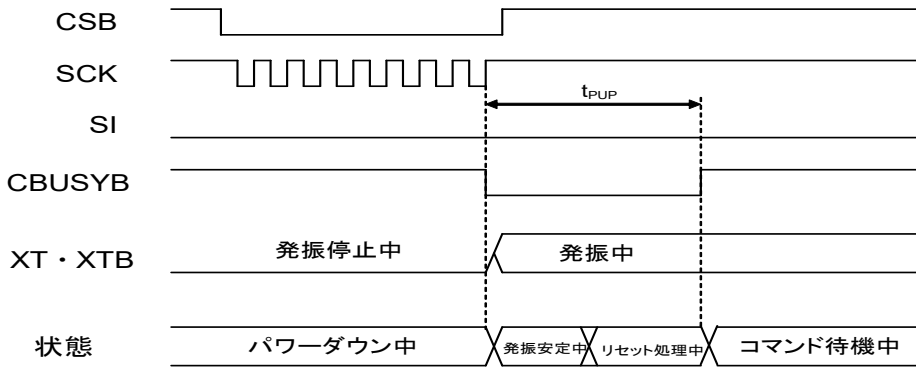 CSB
SCK
tPUP
SI
CBUSYB
XT・XTB 発振停止中 発振中
状態 パワーダウン中 発振安定中 リセット処理中 コマンド待機中